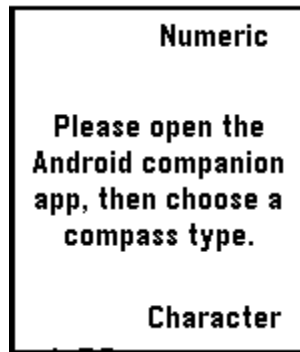 Numeric
Please open the
Android companion
app, then choose a
compass type.
Character